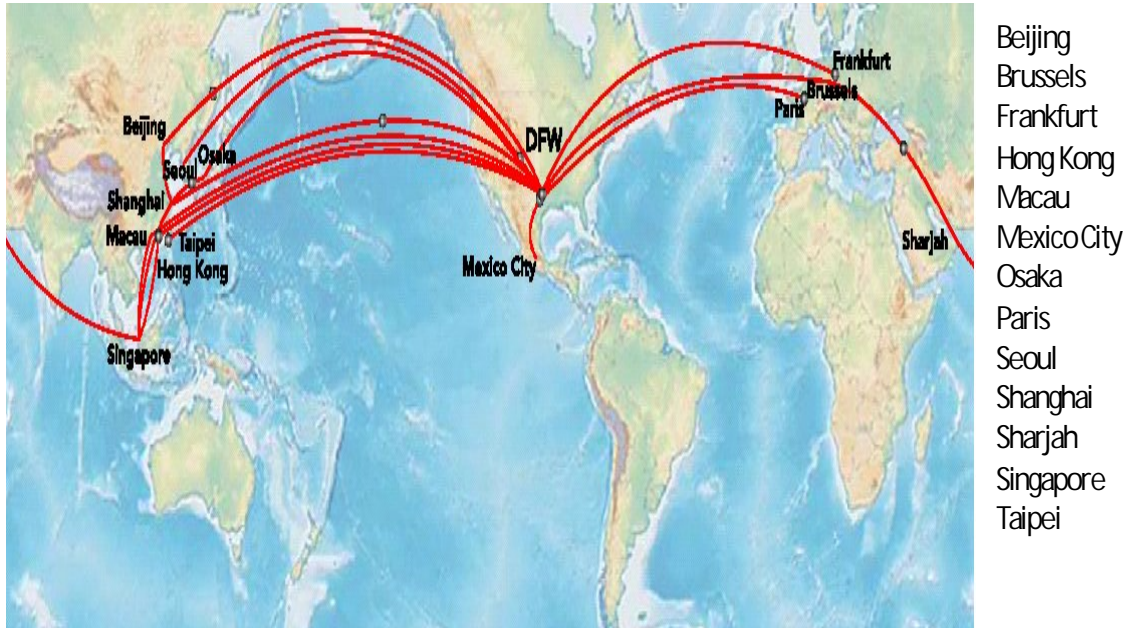 Frankfurt
Brussels
Paris
Beijing
DFW
Osaka
Seoul
Shanghai
Macau
Taipei
Hong Kong
Sharjah
Mexico City
Singapore
Beijing
Brussels
Frankfurt
Hong Kong
Macau
Mexico City
Osaka
Paris
Seoul
Shanghai
Sharjah
Singapore
Taipei